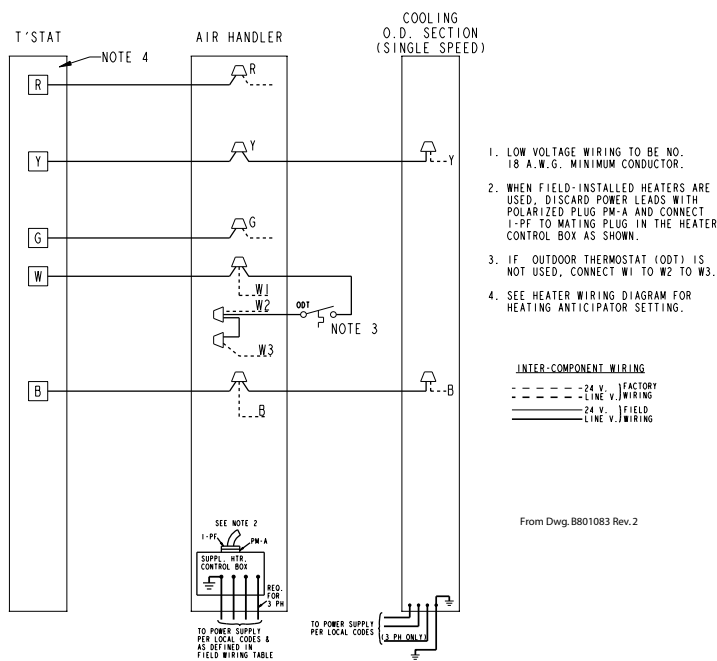 T'STAT
AIR HANDLER
COOLING
O.D. SECTION
(SINGLE SPEED)
NOTE 4
R
R
Y
Y
Y
G
G
W
W1
W2
ODT
NOTE 3
W3
B
B
B
1. LOW VOLTAGE WIRING TO BE NO.
18 A.W.G. MINIMUM CONDUCTOR.
2. WHEN FIELD-INSTALLED HEATERS ARE
USED, DISCARD POWER LEADS WITH
POLARIZED PLUG PM-A AND CONNECT
1-PF TO MATING PLUG IN THE HEATER
CONTROL BOX AS SHOWN.
3. IF OUTDOOR THERMOSTAT (ODT) IS
NOT USED, CONNECT W1 TO W2 TO W3.
4. SEE HEATER WIRING DIAGRAM FOR
HEATING ANTICIPATOR SETTING.
INTER-COMPONENT WIRING
24 V. FACTORY
LINE V. WIRING
24 V. FIELD
LINE V. WIRING
From Dwg. B801083 Rev. 2
SEE NOTE 2
1-PF
PM-A
SUPPL. HTR.
CONTROL BOX
REQ.
FOR
3 PH
TO POWER SUPPLY
PER LOCAL CODES &
AS DEFINED IN
FIELD WIRING TABLE
TO POWER SUPPLY
PER LOCAL CODES
(3 PH ONLY)